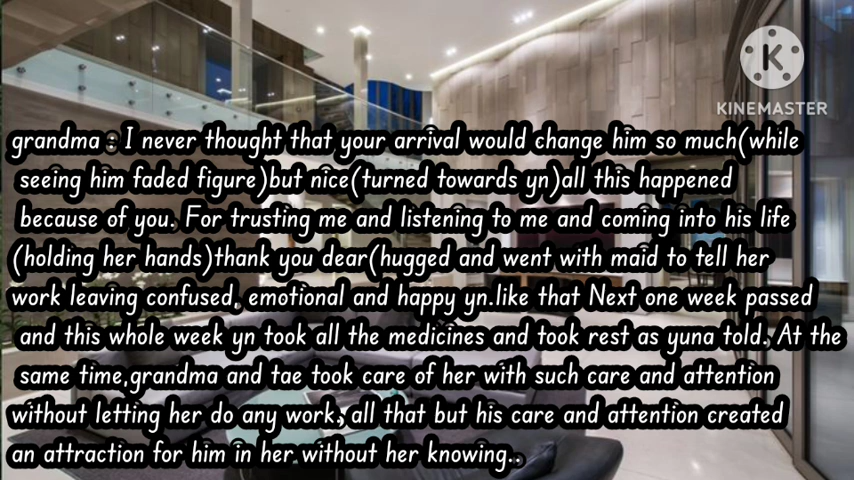 KINEMASTER
grandma : I never thought that your arrival would change him so much(while
seeing him faded figure)but nice(turned towards yn)all this happened
because of you. For trusting me and listening to me and coming into his life
(holding her hands)thank you dear(hugged and went with maid to tell her
work leaving confused, emotional and happy yn.like that Next one week passed
and this whole week yn took all the medicines and took rest as yuna told. At the
same time,grandma and tae took care of her with such care and attention
without letting her do any work, all that but his care and attention created
an attraction for him in her without her knowing..